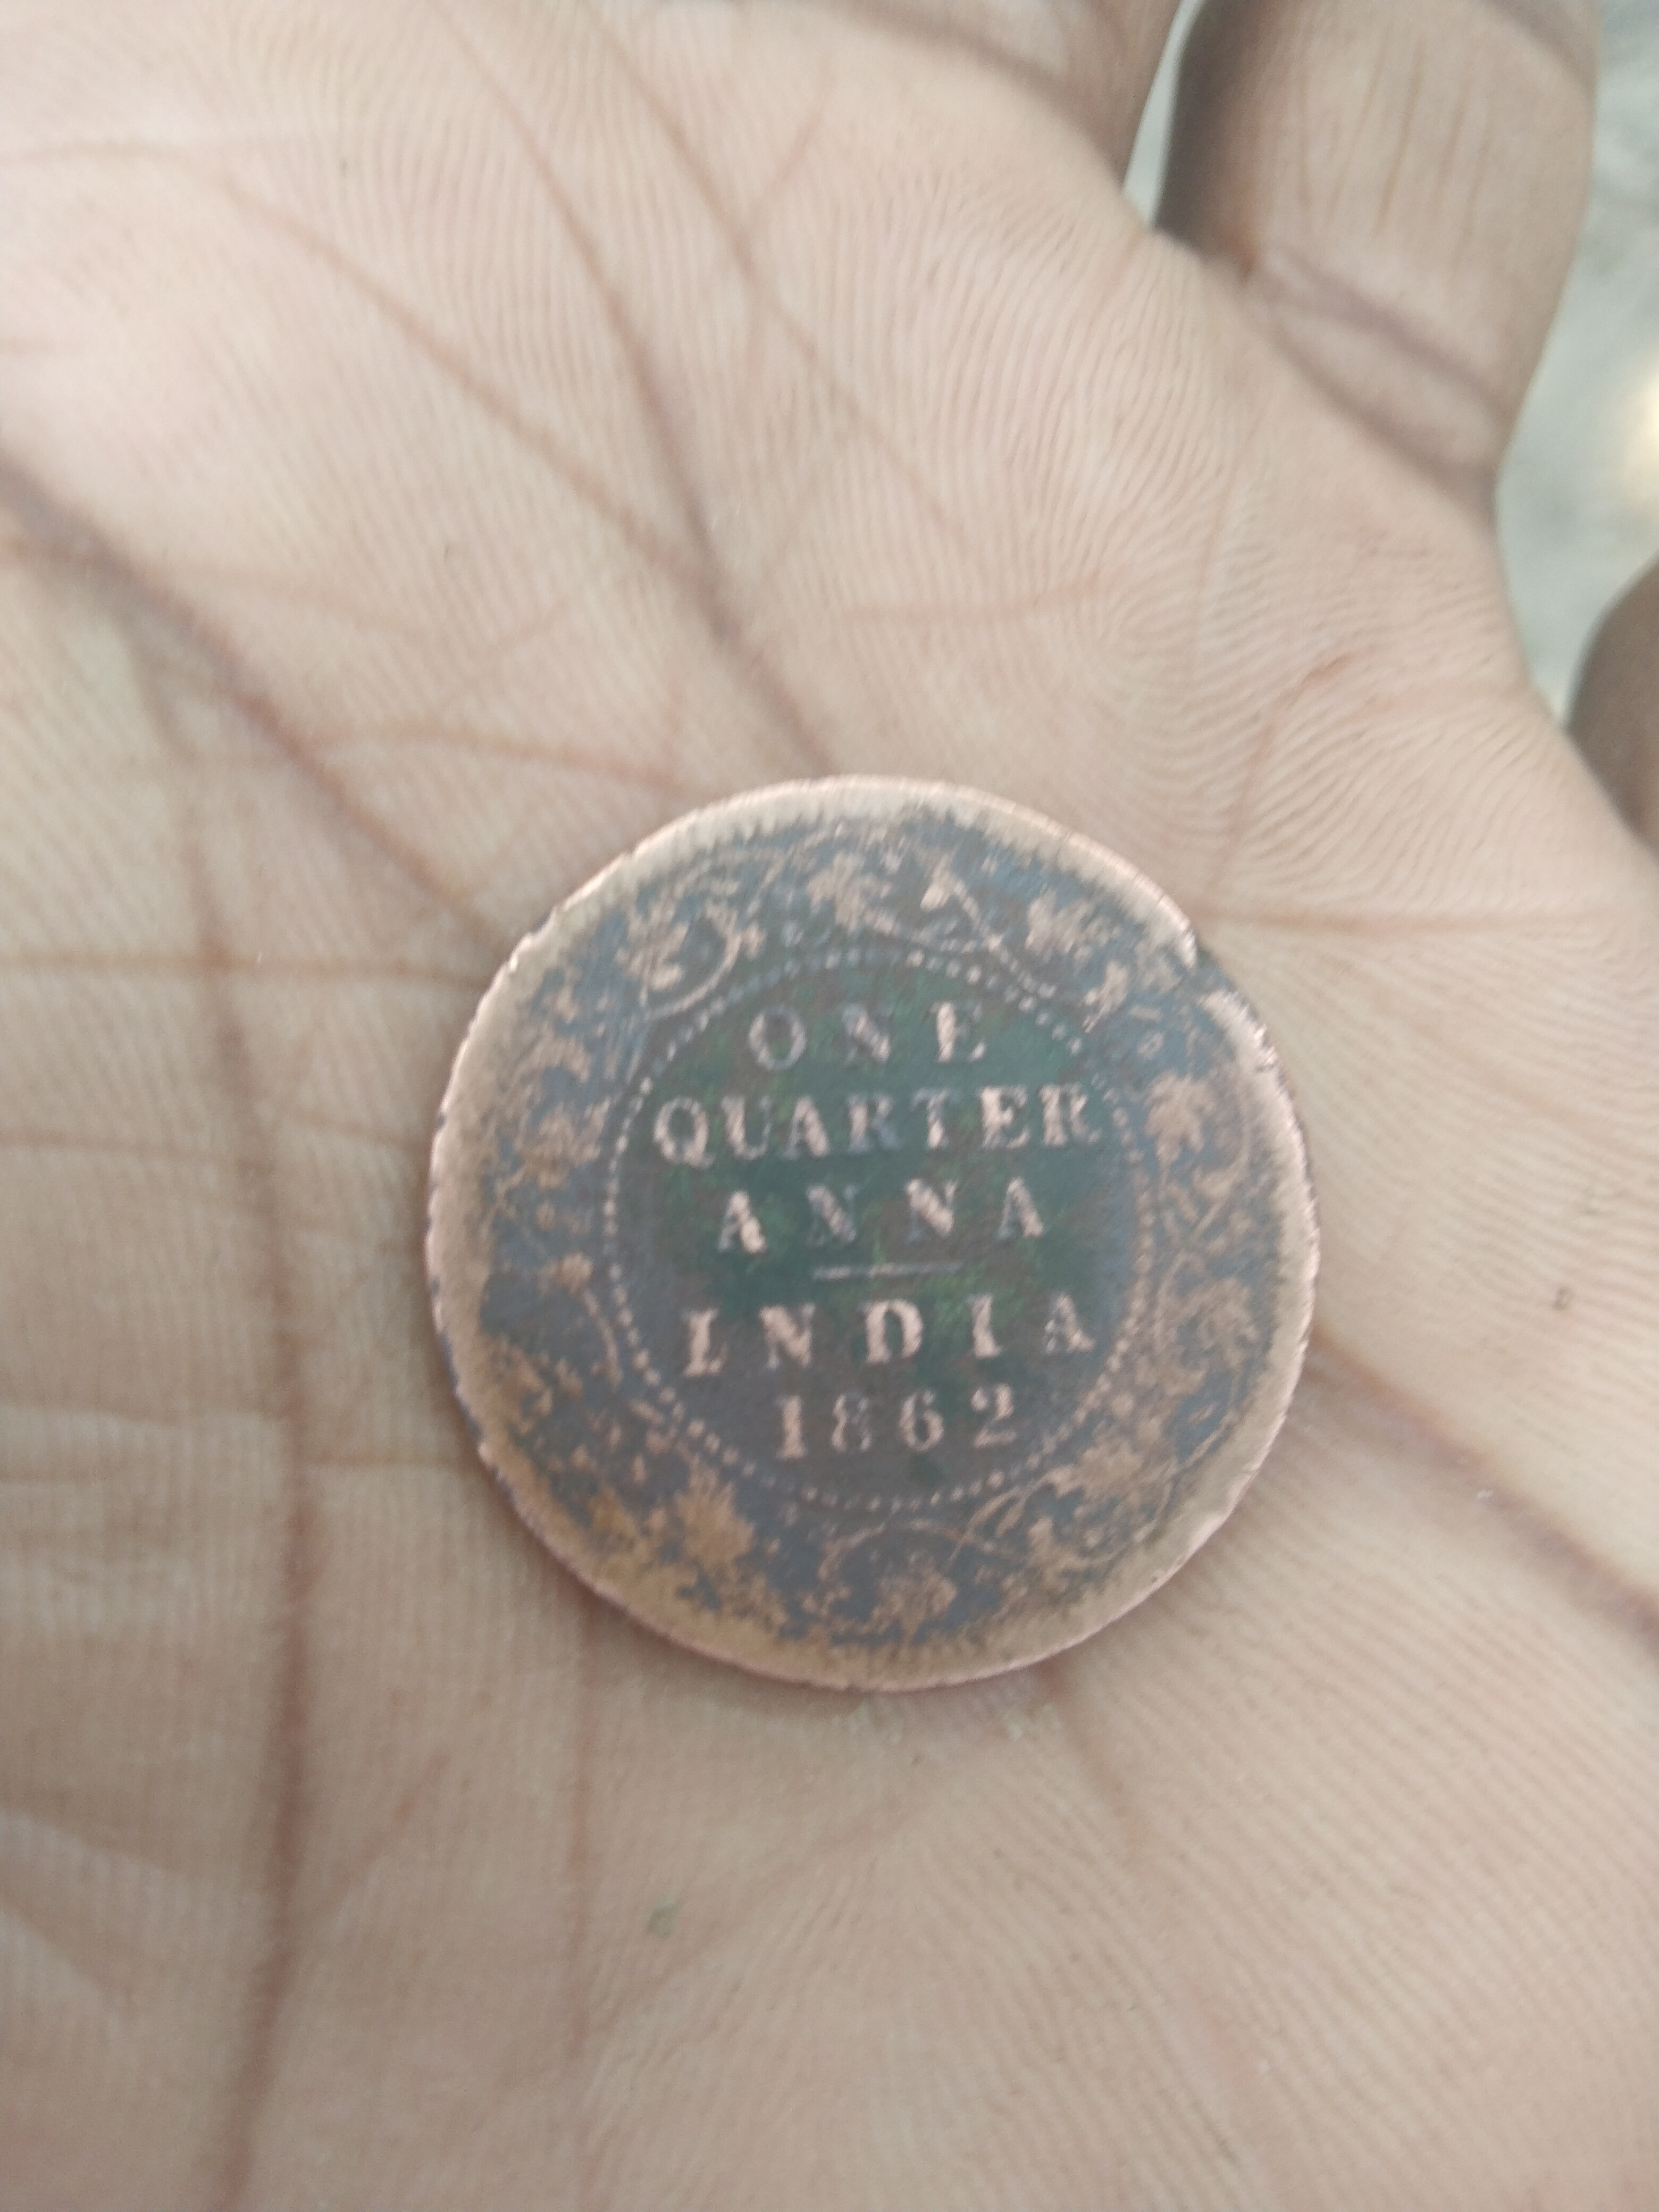 ONE
QUARTER
ANNA
INDIA
1862